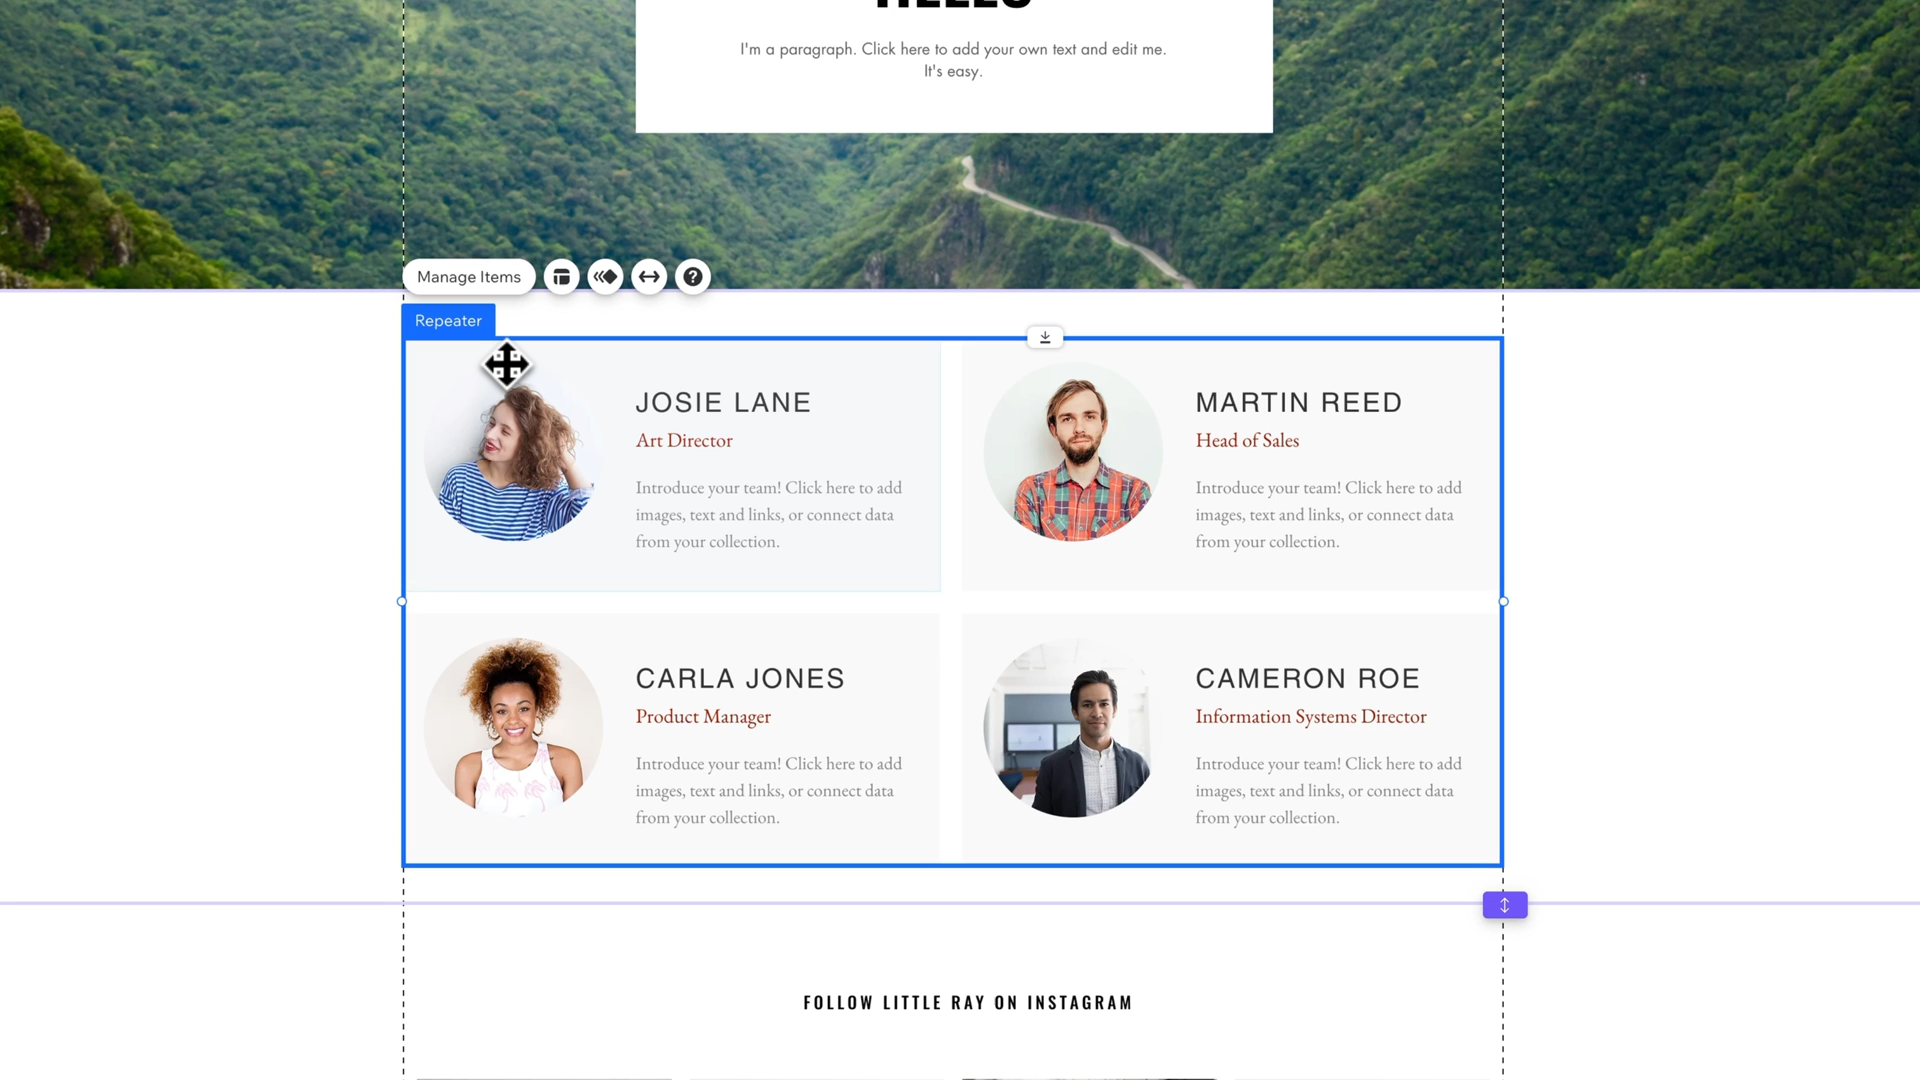 HELLO
I'm a paragraph. Click here to add your own text and edit me.
It's easy.
Manage Items
Repeater
JOSIE LANE
Art Director
Introduce your team! Click here to add
images, text and links, or connect data
from your collection.
MARTIN REED
Head of Sales
Introduce your team! Click here to add
images, text and links, or connect data
from your collection.
CARLA JONES
Product Manager
Introduce your team! Click here to add
images, text and links, or connect data
from your collection.
CAMERON ROE
Information Systems Director
Introduce your team! Click here to add
images, text and links, or connect data
from your collection.
FOLLOW LITTLE RAY ON INSTAGRAM